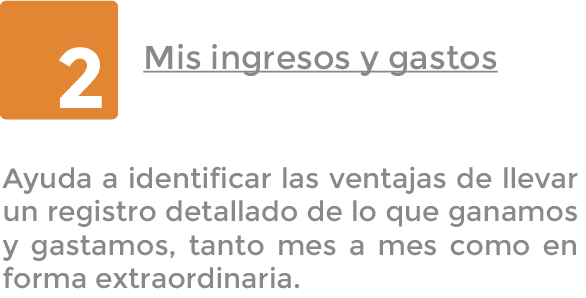 2
Mis ingresos y gastos
Ayuda a identificar las ventajas de llevar
un registro detallado de lo que ganamos
y gastamos, tanto mes a mes como en
forma extraordinaria.